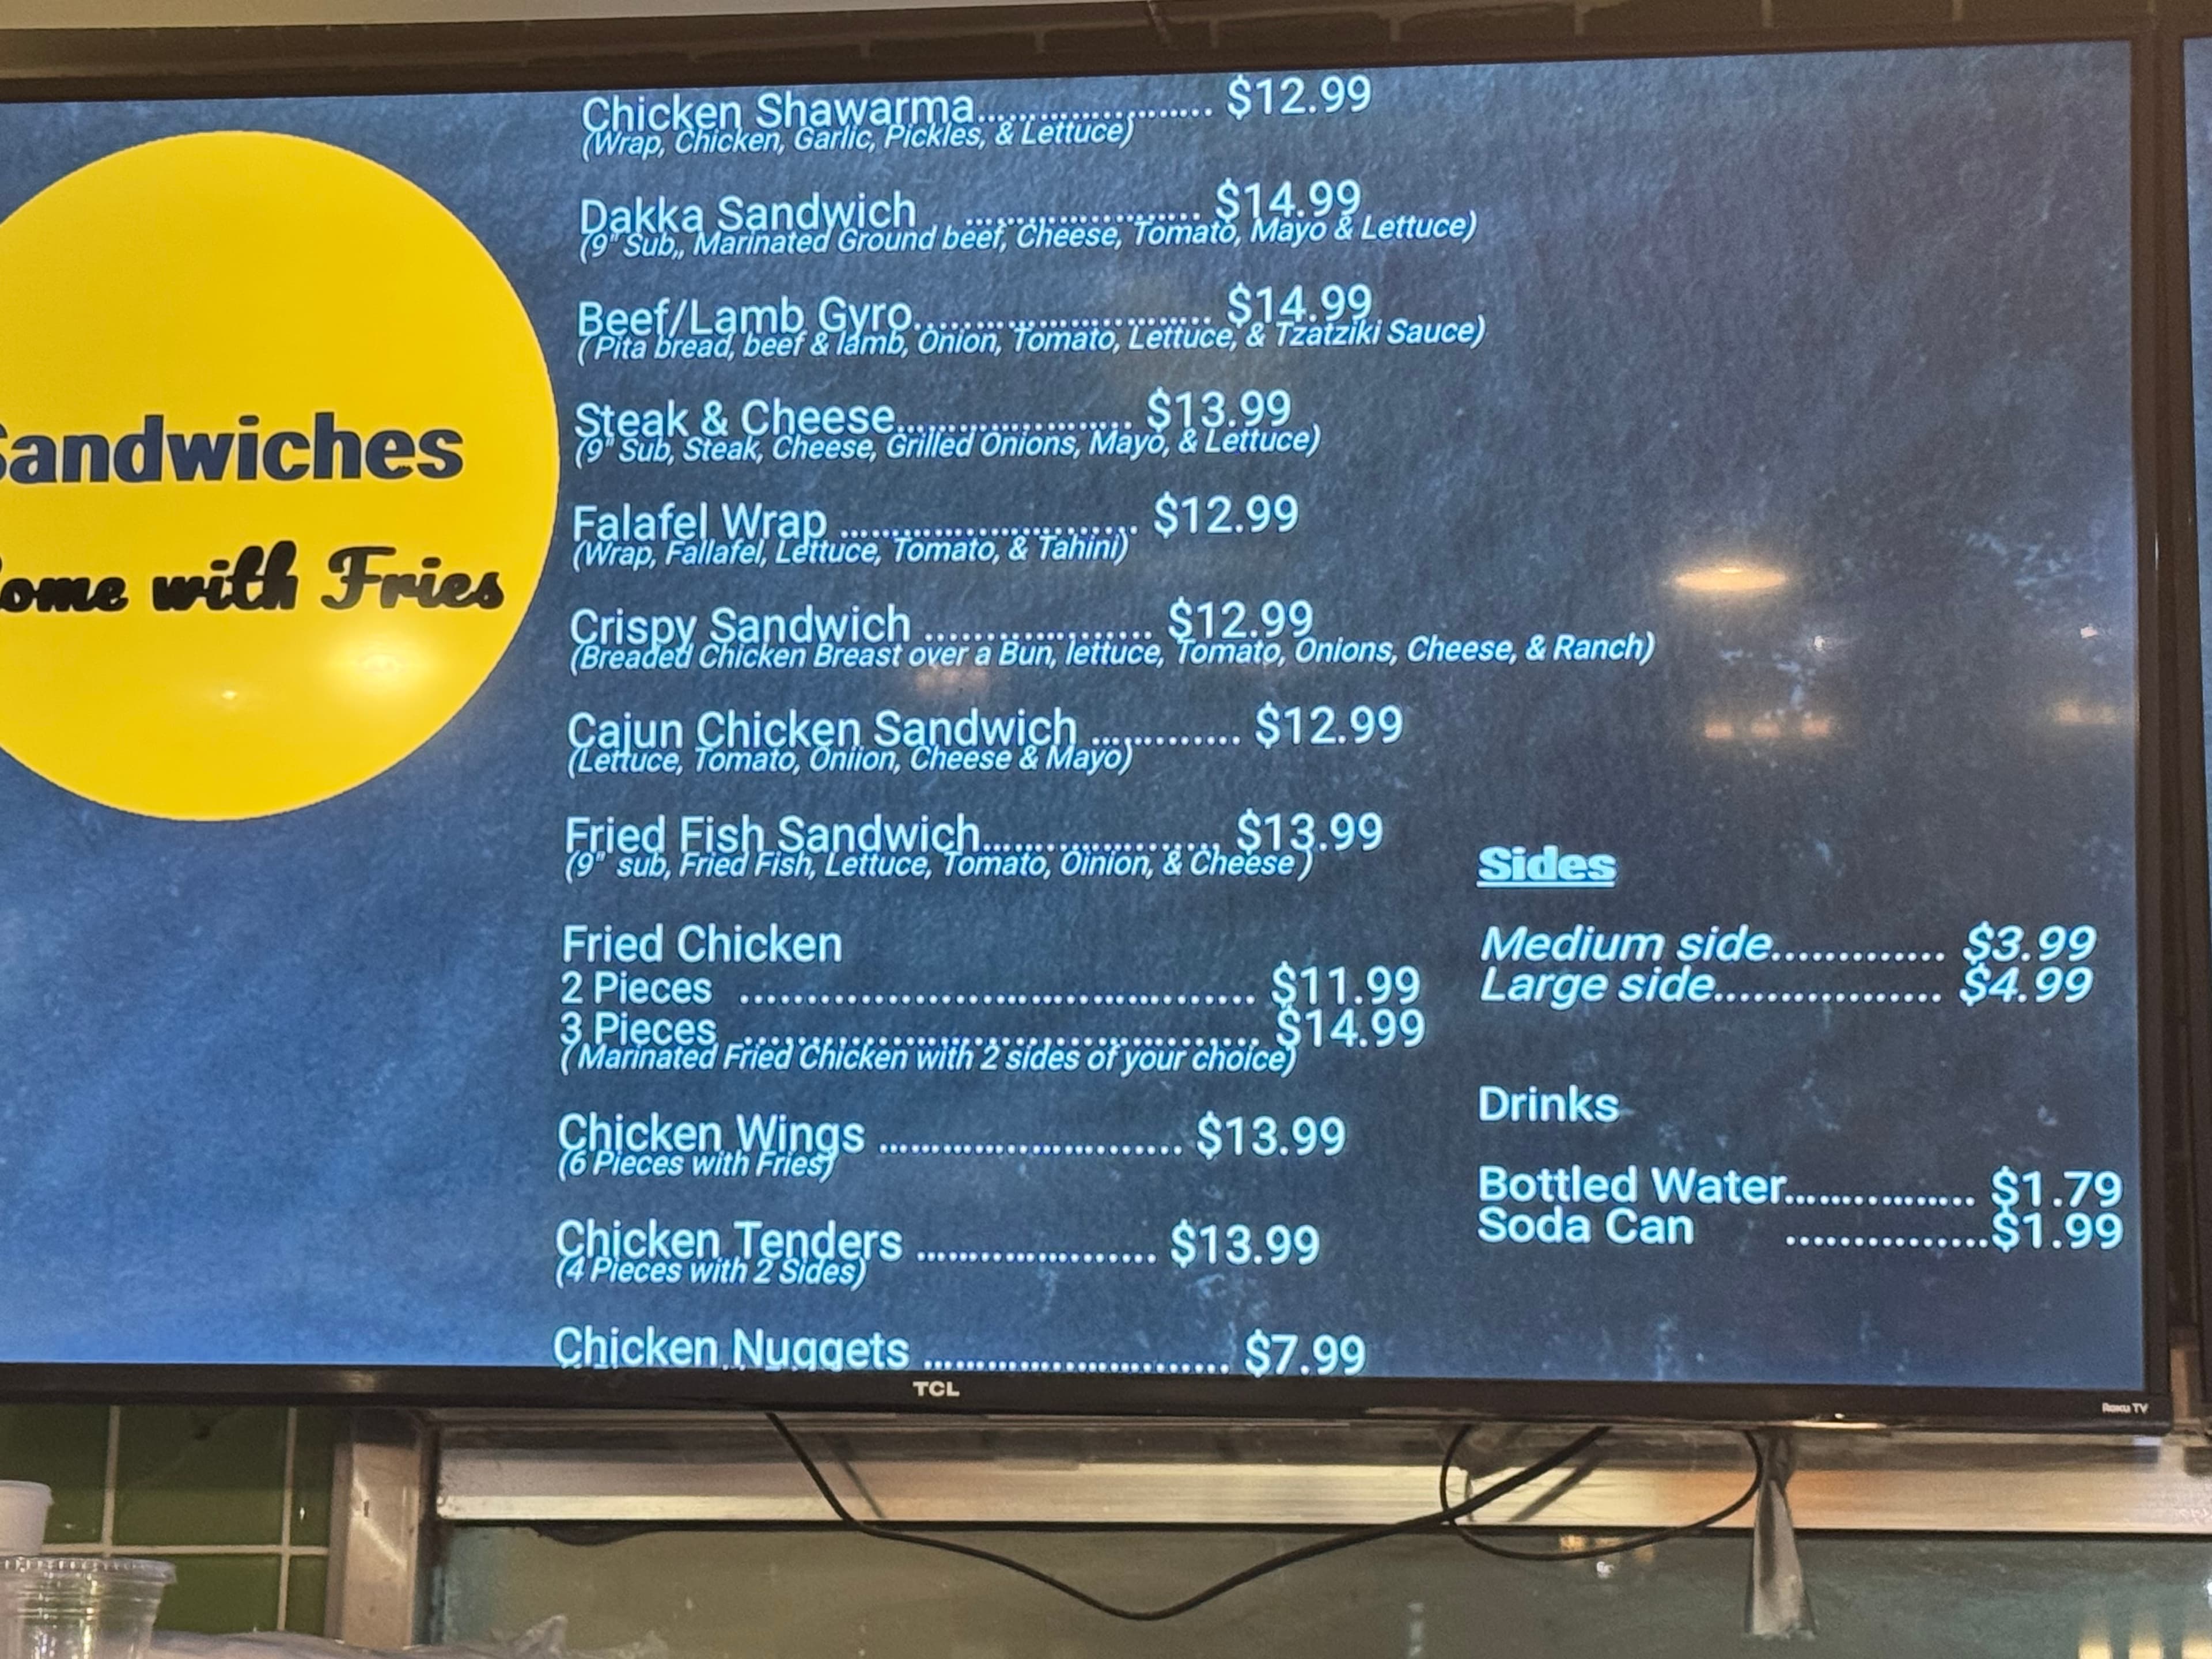 Sandwiches
Come with Fries
Chicken Shawarma....................... $12.99
(Wrap, Chicken, Garlic, Pickles, & Lettuce)
Dakka Sandwich ....................... $14.99
(9" Sub,, Marinated Ground beef, Cheese, Tomato, Mayo & Lettuce)
Beef/Lamb Gyro............................. $14.99
( Pita bread, beef & lamb, Onion, Tomato, Lettuce, & Tzatziki Sauce)
Steak & Cheese....................... $13.99
(9" Sub, Steak, Cheese, Grilled Onions, Mayo, & Lettuce)
Falafel Wrap ............................. $12.99
(Wrap, Fallafel, Lettuce, Tomato, & Tahini)
Crispy Sandwich ...................... $12.99
(Breaded Chicken Breast over a Bun, lettuce, Tomato, Onions, Cheese, & Ranch)
Cajun Chicken Sandwich ............ $12.99
(Lettuce, Tomato, Oniion, Cheese & Mayo)
Fried Fish Sandwich....................... $13.99
(9" sub, Fried Fish, Lettuce, Tomato, Oinion, & Cheese )
Fried Chicken
2 Pieces ....................................... $11.99
3 Pieces ....................................... $14.99
( Marinated Fried Chicken with 2 sides of your choice)
Chicken Wings ............................. $13.99
(6 Pieces with Fries)
Chicken Tenders ....................... $13.99
(4 Pieces with 2 Sides)
Chicken Nuggets ............................. $7.99
Sides
Medium side............. $3.99
Large side................. $4.99
Drinks
Bottled Water............... $1.79
Soda Can ................$1.99
TCL
Roku TV